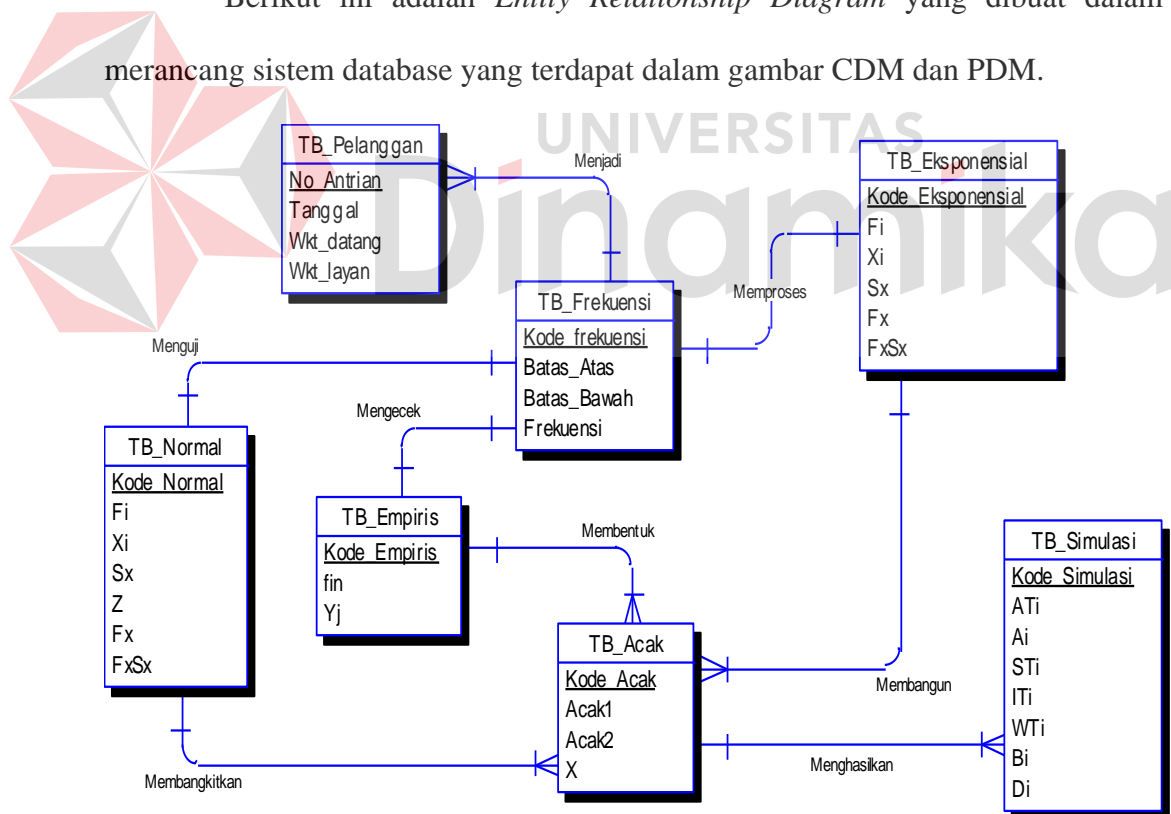 Berikut ini adalah Entity Relationship Diagram yang dibuat dalam
merancang sistem database yang terdapat dalam gambar CDM dan PDM.
UNIVERSITAS
Dinamika
TB_Pelanggan
No_Antrian
Tanggal
Wkt_datang
Wkt_layan
Menjadi
TB_Eksponensial
Kode_Eksponensial
Fi
Xi
Sx
Fx
FxSx
TB_Frekuensi
Kode_frekuensi
Batas_Atas
Batas_Bawah
Frekuensi
Memproses
Menguji
Mengecek
TB_Normal
Kode_Normal
Fi
Xi
Sx
Z
Fx
FxSx
TB_Empiris
Kode_Empiris
fin
Yj
Membentuk
TB_Acak
Kode_Acak
Acak1
Acak2
X
Membangun
TB_Simulasi
Kode_Simulasi
ATi
Ai
STi
ITi
WTi
Bi
Di
Membangkitkan
Menghasilkan